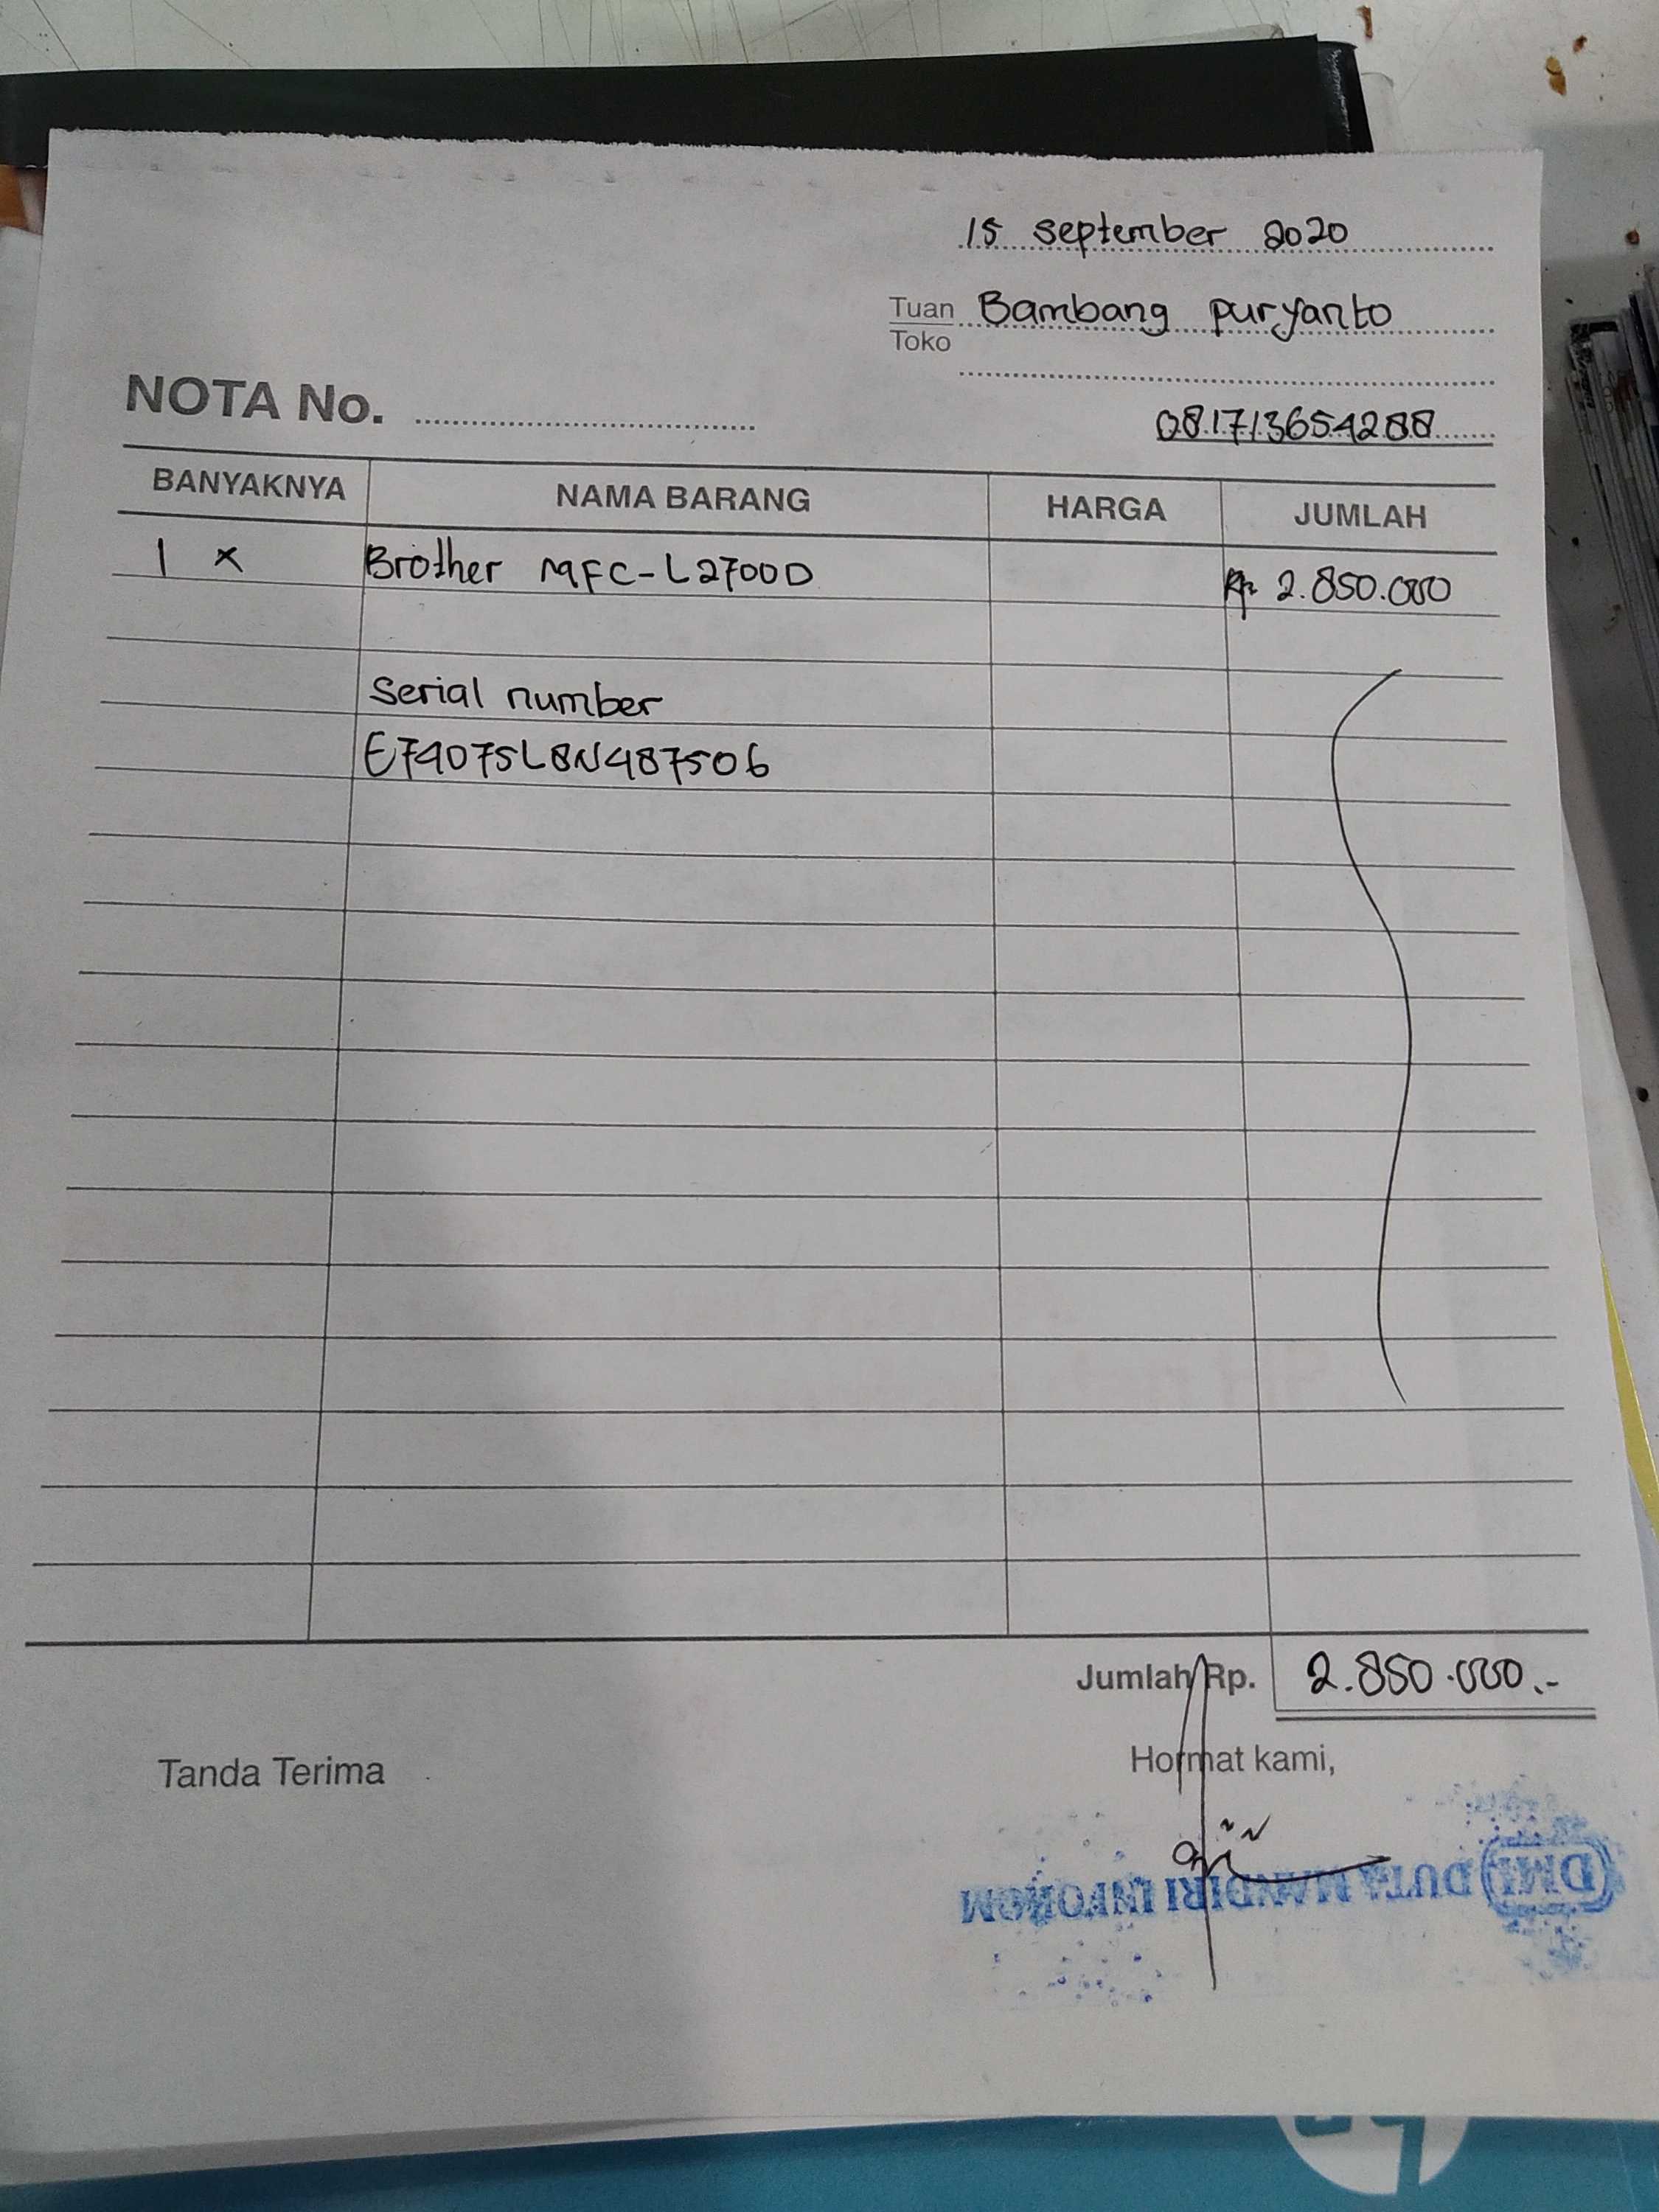 15 september 2020
Tuan Bambang puryanto
Toko
NOTA No.
081713654288
BANYAKNYA NAMA BARANG HARGA JUMLAH
1 x Brother MFC-L2700D Rp 2.850.000
Serial number
E74075L8N487506
Jumlah Rp. 2.850.000.-
Tanda Terima Hormat kami,
DMI DUTA MANDIRI INFOKOM
hp